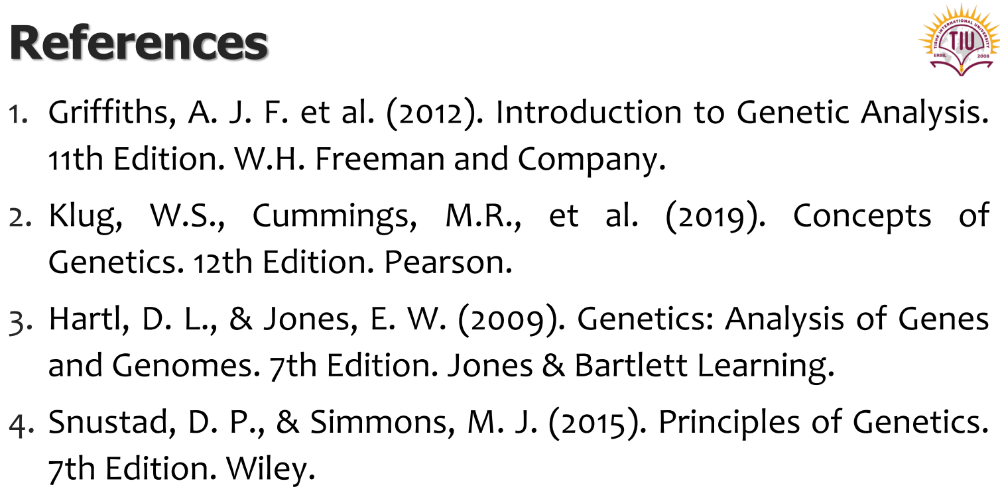 References
TISHK INTERNATIONAL UNIVERSITY
TIU
ERBIL 2008
1. Griffiths, A. J. F. et al. (2012). Introduction to Genetic Analysis.
11th Edition. W.H. Freeman and Company.
2. Klug, W.S., Cummings, M.R., et al. (2019). Concepts of
Genetics. 12th Edition. Pearson.
3. Hartl, D. L., & Jones, E. W. (2009). Genetics: Analysis of Genes
and Genomes. 7th Edition. Jones & Bartlett Learning.
4. Snustad, D. P., & Simmons, M. J. (2015). Principles of Genetics.
7th Edition. Wiley.